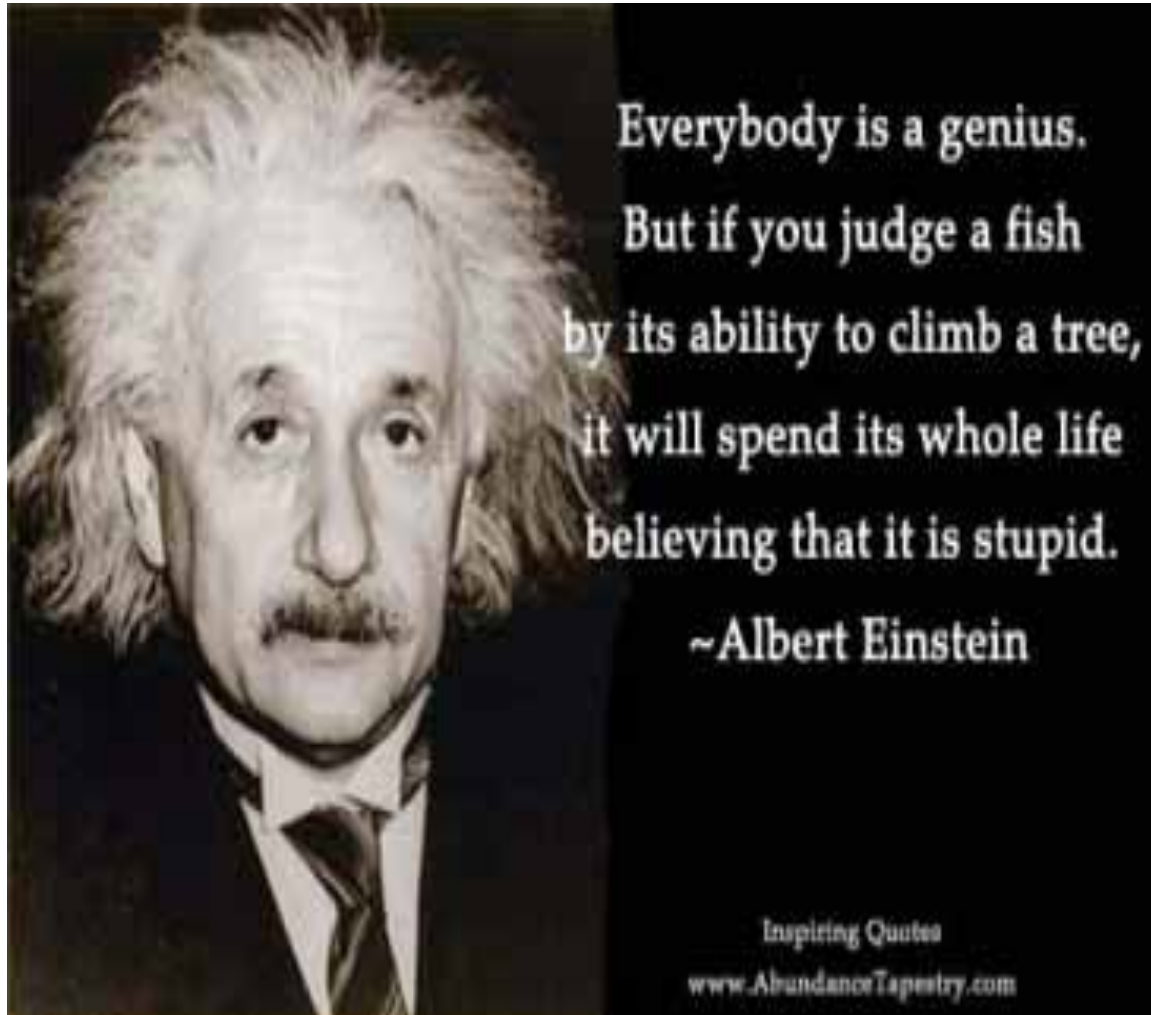 Everybody is a genius.
But if you judge a fish
by its ability to climb a tree,
it will spend its whole life
believing that it is stupid.
~Albert Einstein
Inspiring Quotes
www.AbundanceTapestry.com